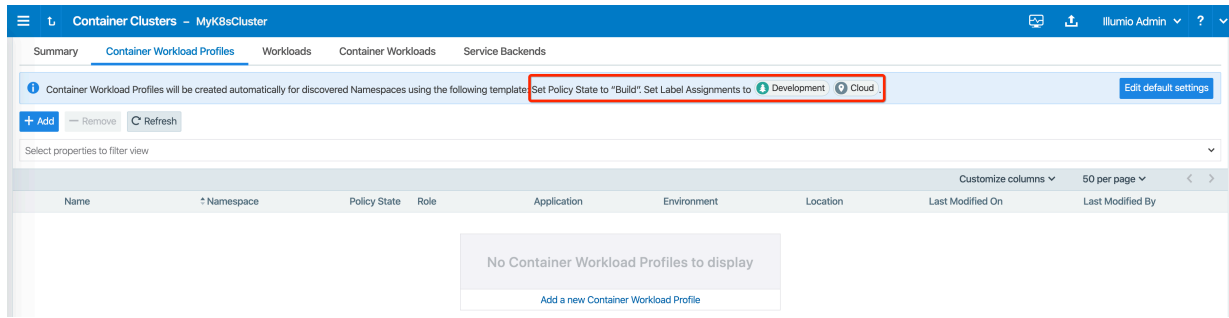 Container Clusters – MyK8sCluster
Illumio Admin
?
Summary
Container Workload Profiles
Workloads
Container Workloads
Service Backends
Container Workload Profiles will be created automatically for discovered Namespaces using the following template: Set Policy State to “Build”. Set Label Assignments to Development Cloud .
Edit default settings
+ Add
— Remove
Refresh
Select properties to filter view
Customize columns
50 per page
Name
Namespace
Policy State
Role
Application
Environment
Location
Last Modified On
Last Modified By
No Container Workload Profiles to display
Add a new Container Workload Profile